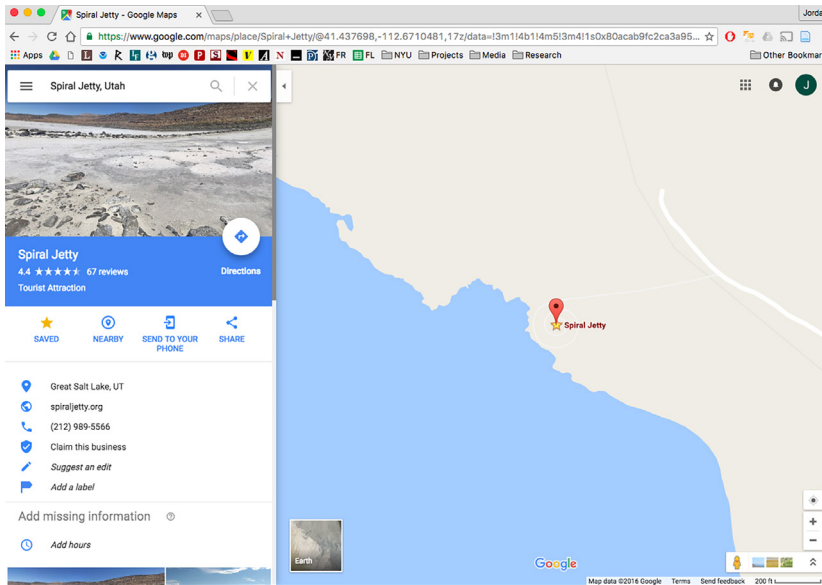 Spiral Jetty - Google Maps
Jorda
https://www.google.com/maps/place/Spiral+Jetty/@41.437698,-112.6710481,17z/data=!3m1!4b1!4m5!3m4!1s0x80acab9fc2ca3a95...
Apps
FR
FL
NYU
Projects
Media
Research
Other Bookmar
Spiral Jetty, Utah
J
Spiral Jetty
4.4
67 reviews
Directions
Tourist Attraction
SAVED
NEARBY
SEND TO YOUR
PHONE
SHARE
Great Salt Lake, UT
spiraljetty.org
(212) 989-5566
Claim this business
Suggest an edit
Add a label
Add missing information
Add hours
Spiral Jetty
Earth
Google
Map data ©2016 Google
Terms
Send feedback
200 ft